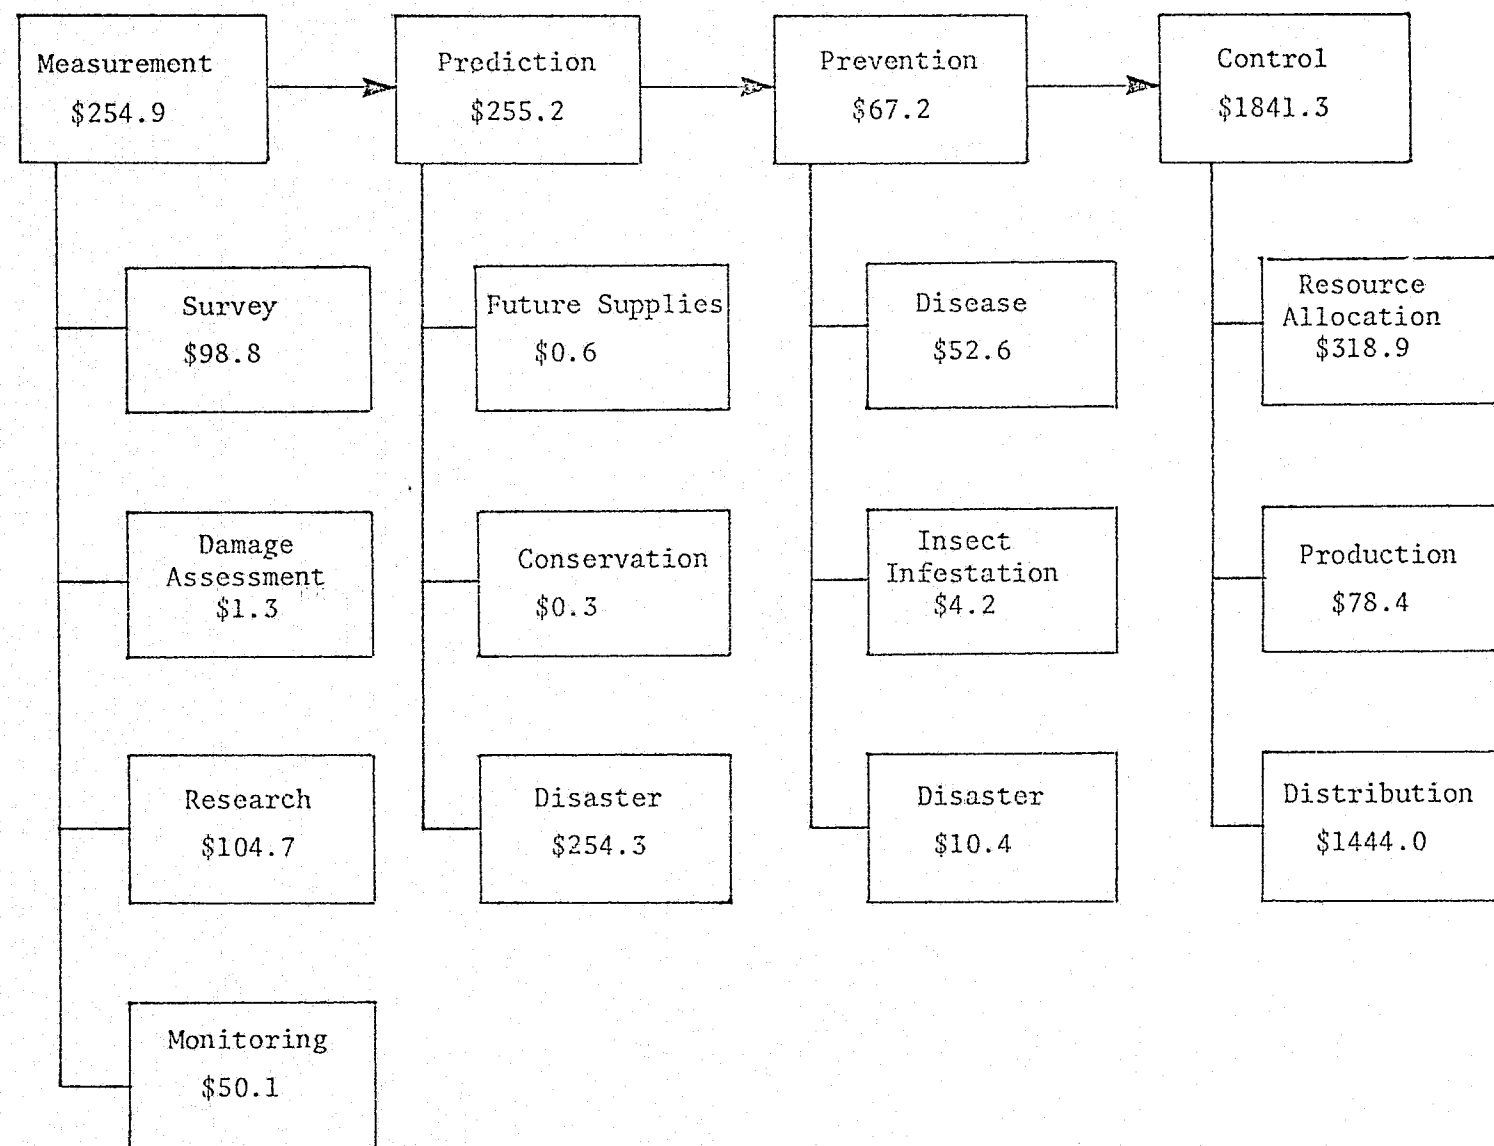 Measurement
$254.9
Prediction
$255.2
Prevention
$67.2
Control
$1841.3
Survey
$98.8
Future Supplies
$0.6
Disease
$52.6
Resource
Allocation
$318.9
Damage
Assessment
$1.3
Conservation
$0.3
Insect
Infestation
$4.2
Production
$78.4
Research
$104.7
Disaster
$254.3
Disaster
$10.4
Distribution
$1444.0
Monitoring
$50.1